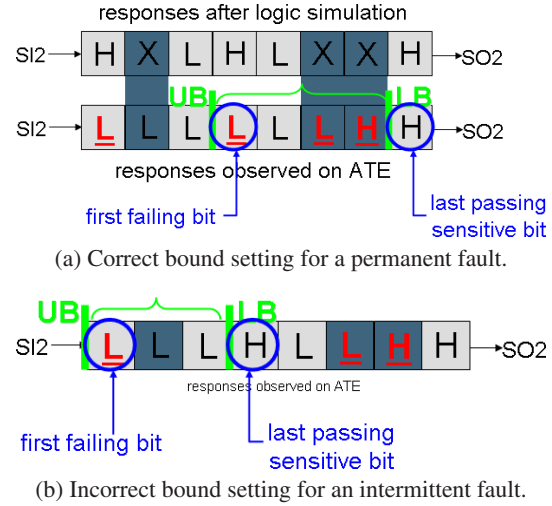 responses after logic simulation
SI2 H X L H L X X H SO2
UB LB
SI2 L L L L L L H H SO2
responses observed on ATE
first failing bit
last passing
sensitive bit
(a) Correct bound setting for a permanent fault.
UB LB
SI2 L L L H L L H H SO2
responses observed on ATE
first failing bit
last passing
sensitive bit
(b) Incorrect bound setting for an intermittent fault.